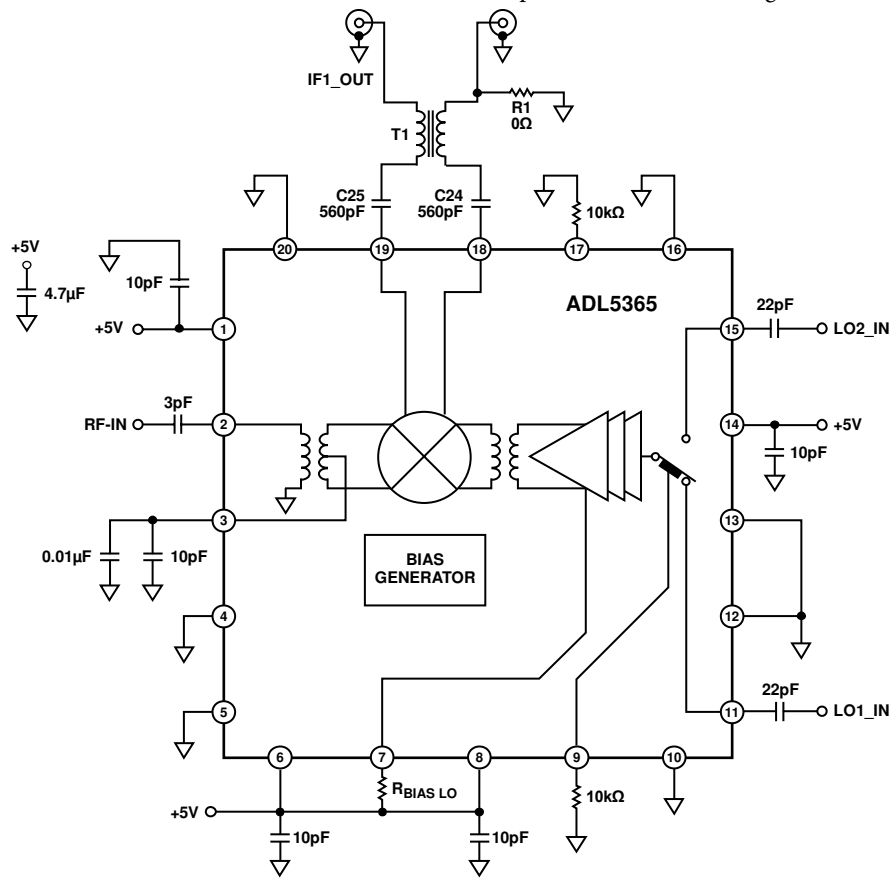 IF1_OUT
R1
0Ω
T1
C25
560pF
C24
560pF
10kΩ
20
19
18
17
16
+5V
4.7µF
10pF
+5V
1
ADL5365
22pF
15
LO2_IN
3pF
RF-IN
2
14
+5V
10pF
3
13
0.01µF
10pF
BIAS
GENERATOR
4
12
5
22pF
11
LO1_IN
6
7
8
9
10
RBIAS LO
10kΩ
+5V
10pF
10pF